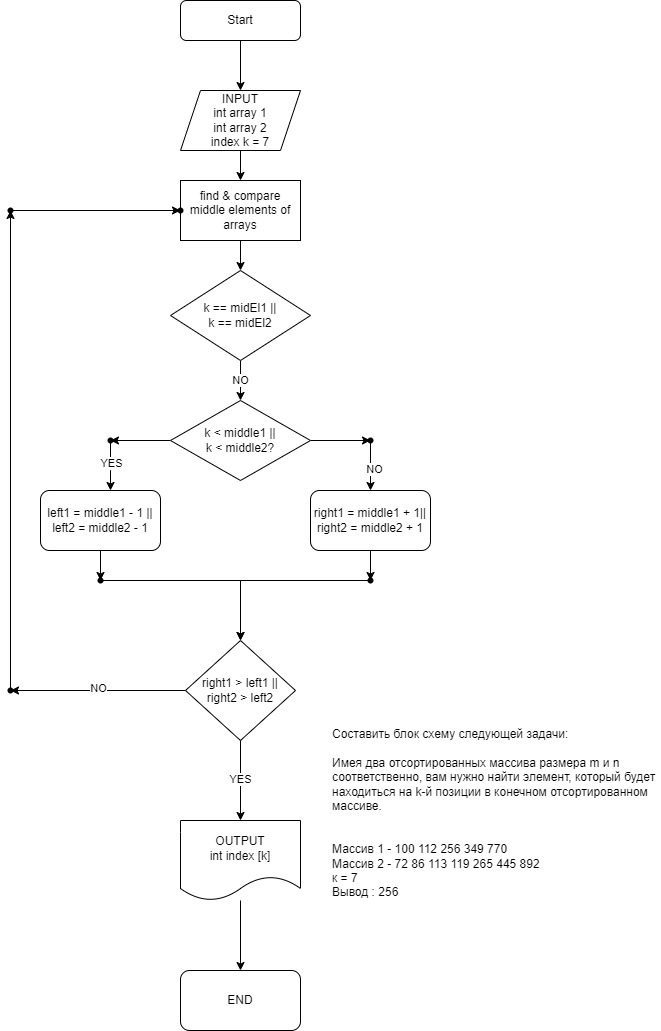 Start
INPUT
int array 1
int array 2
index k = 7
find & compare
middle elements of
arrays
k == midEl1 ||
k == midEl2
NO
k < middle1 ||
k < middle2?
YES
NO
left1 = middle1 - 1 ||
left2 = middle2 - 1
right1 = middle1 + 1||
right2 = middle2 + 1
right1 > left1 ||
right2 > left2
NO
YES
OUTPUT
int index [k]
END
Составить блок схему следующей задачи:
Имея два отсортированных массива размера m и n
соответственно, вам нужно найти элемент, который будет
находиться на k-й позиции в конечном отсортированном
массиве.
Массив 1 - 100 112 256 349 770
Массив 2 - 72 86 113 119 265 445 892
к = 7
Вывод : 256